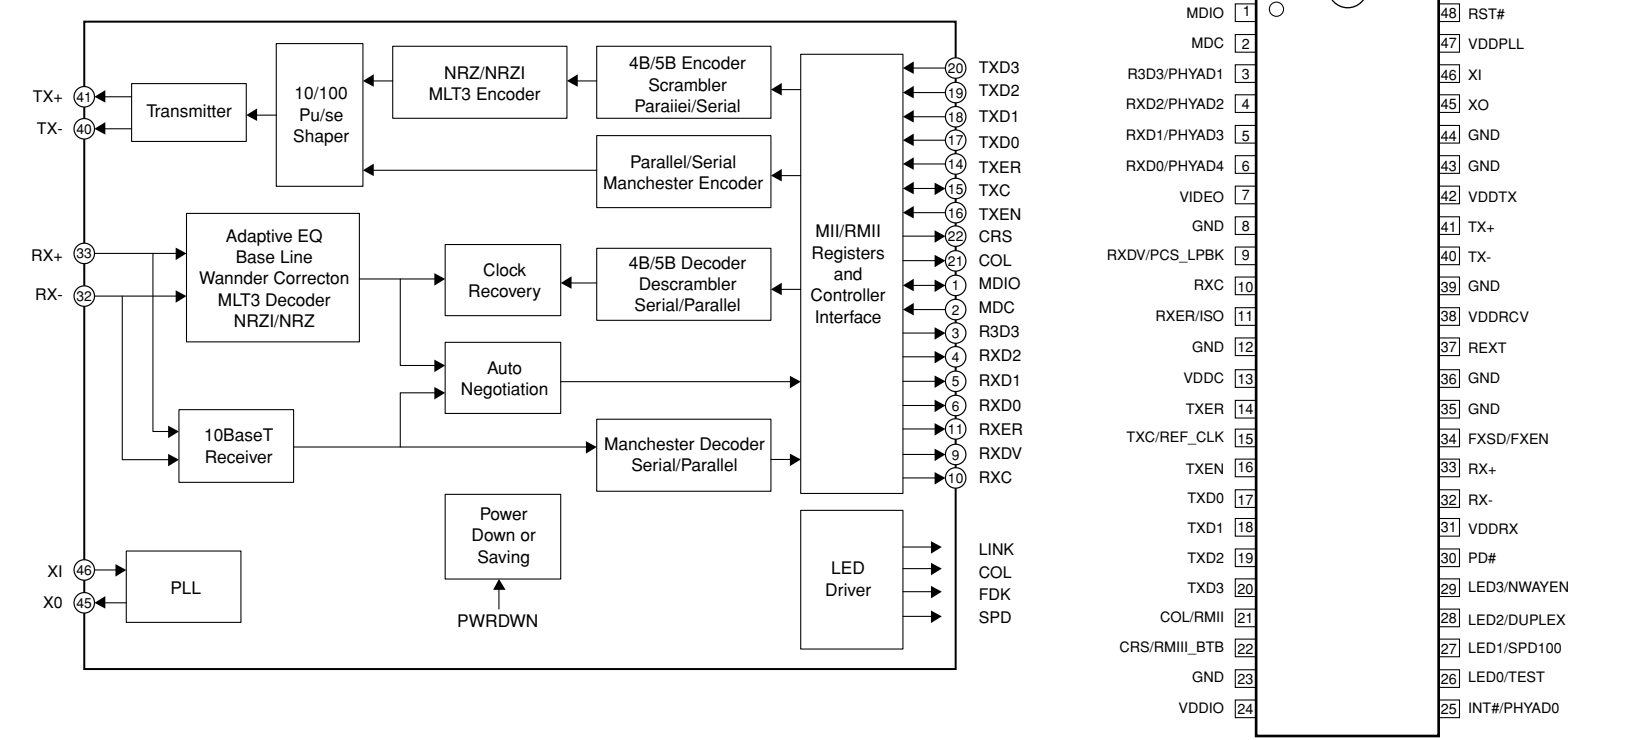 TX+
41
TX-
40
Transmitter
10/100
Pu/se
Shaper
NRZ/NRZI
MLT3 Encoder
4B/5B Encoder
Scrambler
Paraiiei/Serial
Parallel/Serial
Manchester Encoder
RX+
33
RX-
32
Adaptive EQ
Base Line
Wannder Correcton
MLT3 Decoder
NRZI/NRZ
Clock
Recovery
4B/5B Decoder
Descrambler
Serial/Parallel
Auto
Negotiation
10BaseT
Receiver
Manchester Decoder
Serial/Parallel
Power
Down or
Saving
PWRDWN
XI
46
X0
45
PLL
MII/RMII
Registers
and
Controller
Interface
20 TXD3
19 TXD2
18 TXD1
17 TXD0
14 TXER
15 TXC
16 TXEN
22 CRS
21 COL
1 MDIO
2 MDC
3 R3D3
4 RXD2
5 RXD1
6 RXD0
11 RXER
9 RXDV
10 RXC
LED
Driver
LINK
COL
FDK
SPD
MDIO 1
MDC 2
R3D3/PHYAD1 3
RXD2/PHYAD2 4
RXD1/PHYAD3 5
RXD0/PHYAD4 6
VIDEO 7
GND 8
RXDV/PCS_LPBK 9
RXC 10
RXER/ISO 11
GND 12
VDDC 13
TXER 14
TXC/REF_CLK 15
TXEN 16
TXD0 17
TXD1 18
TXD2 19
TXD3 20
COL/RMII 21
CRS/RMIII_BTB 22
GND 23
VDDIO 24
48 RST#
47 VDDPLL
46 XI
45 XO
44 GND
43 GND
42 VDDTX
41 TX+
40 TX-
39 GND
38 VDDRCV
37 REXT
36 GND
35 GND
34 FXSD/FXEN
33 RX+
32 RX-
31 VDDRX
30 PD#
29 LED3/NWAYEN
28 LED2/DUPLEX
27 LED1/SPD100
26 LED0/TEST
25 INT#/PHYAD0